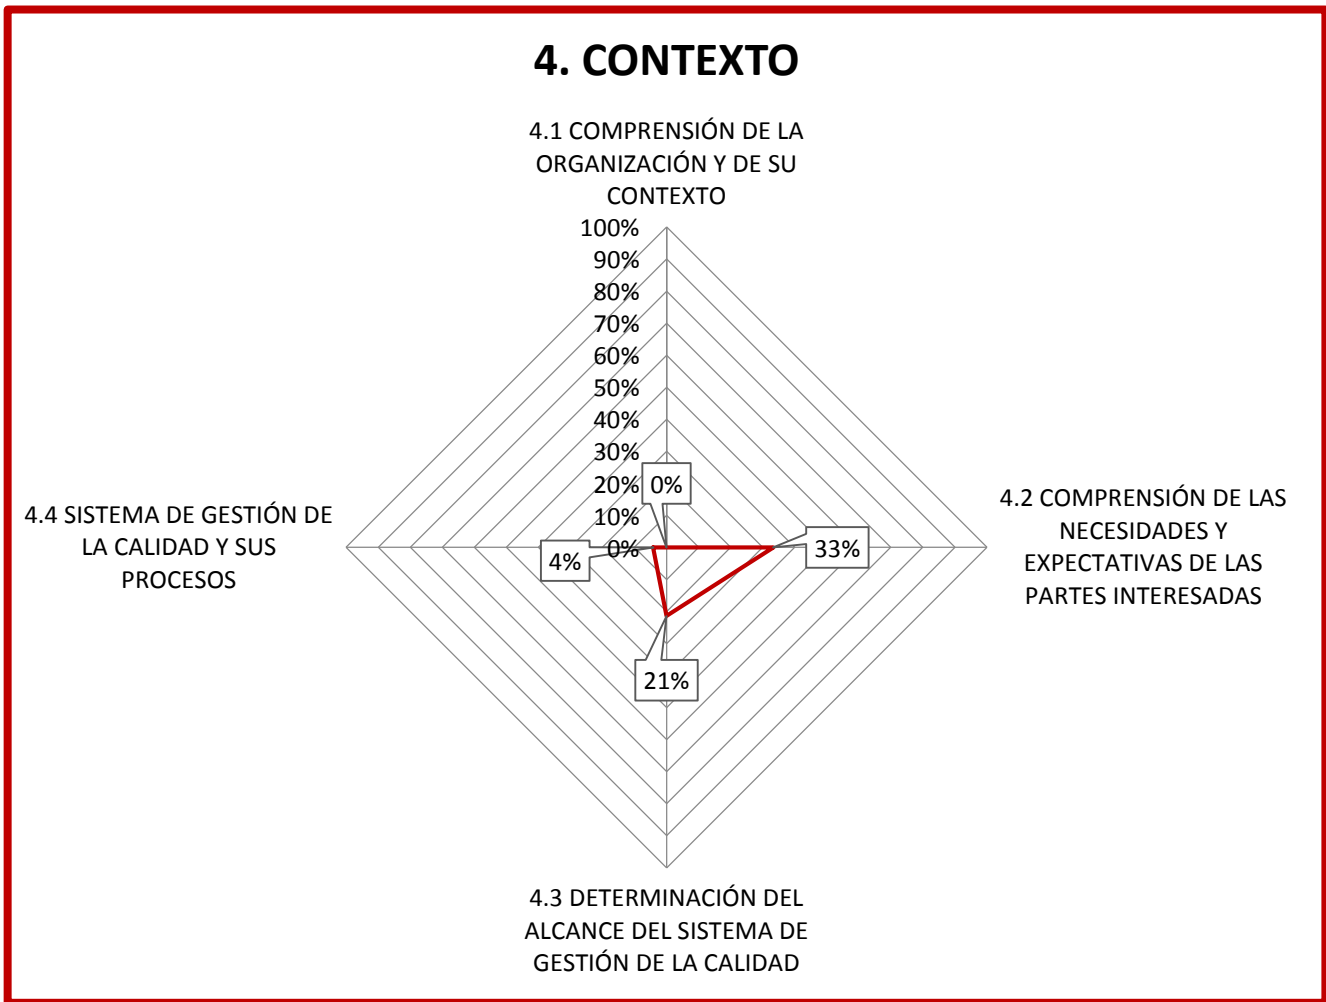 4. CONTEXTO
4.1 COMPRENSIÓN DE LA
ORGANIZACIÓN Y DE SU
CONTEXTO
100%
90%
80%
70%
60%
50%
40%
30%
20%
10%
0%
0%
33%
21%
4%
4.2 COMPRENSIÓN DE LAS
NECESIDADES Y
EXPECTATIVAS DE LAS
PARTES INTERESADAS
4.3 DETERMINACIÓN DEL
ALCANCE DEL SISTEMA DE
GESTIÓN DE LA CALIDAD
4.4 SISTEMA DE GESTIÓN DE
LA CALIDAD Y SUS
PROCESOS